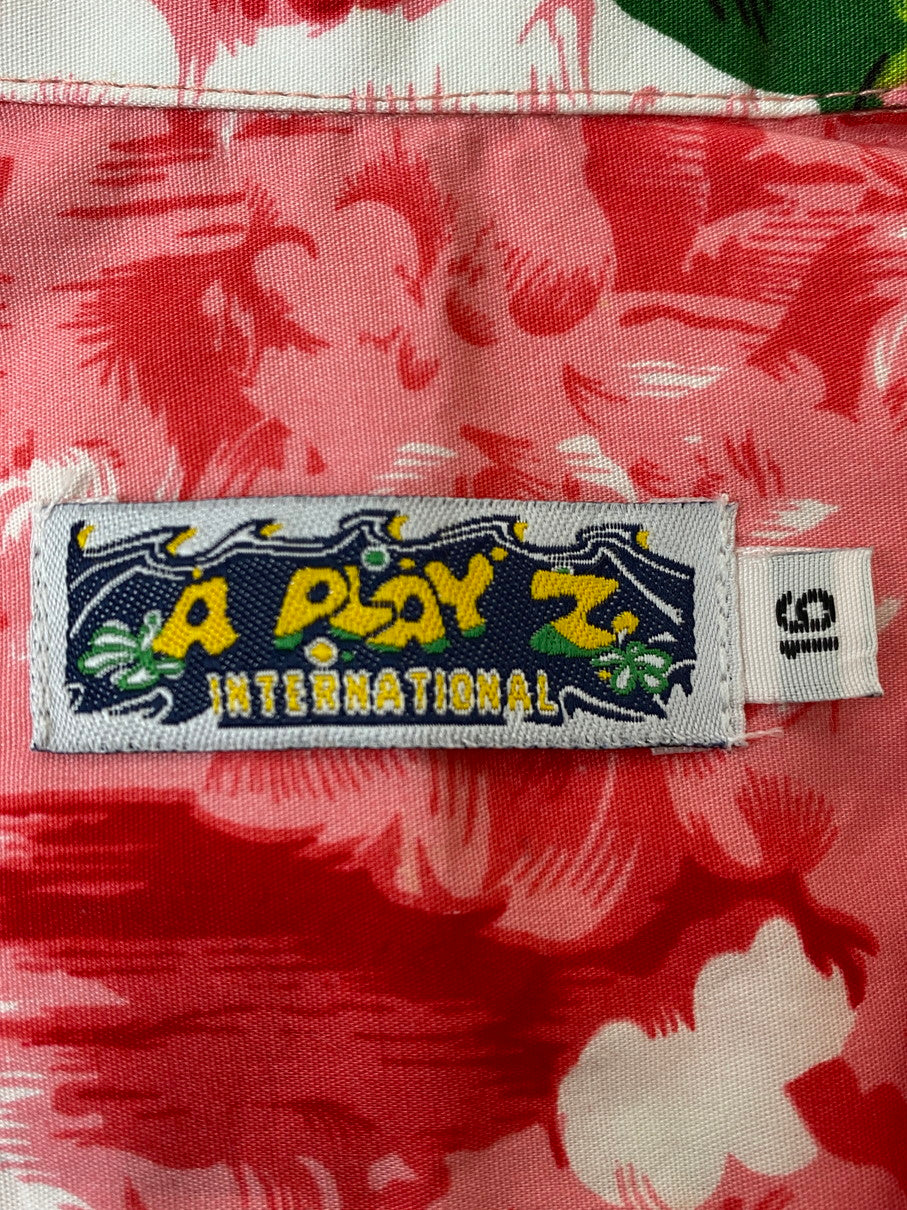 A PLAY Z
INTERNATIONAL
16